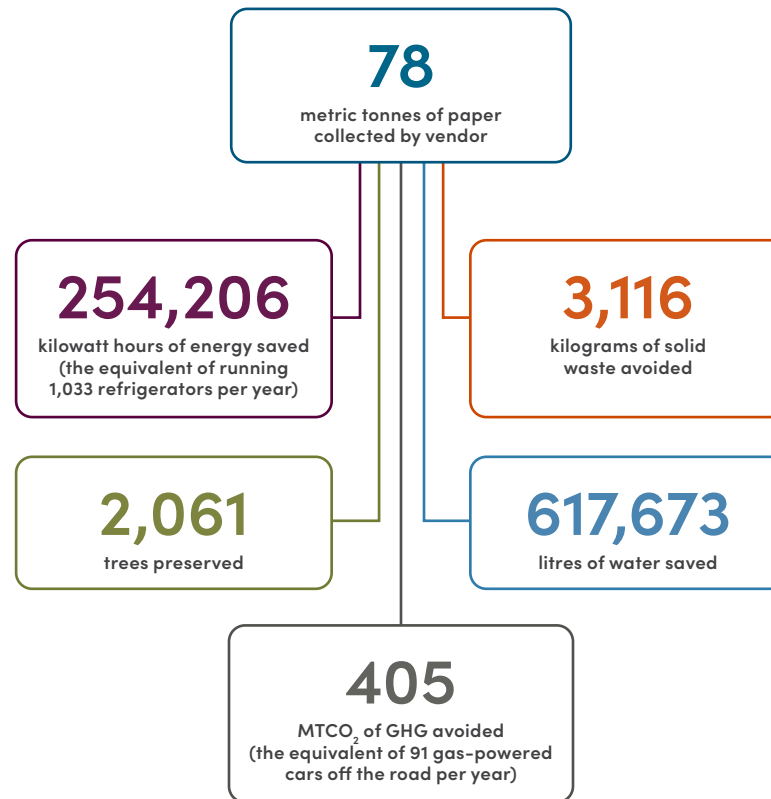 78
metric tonnes of paper
collected by vendor
254,206
kilowatt hours of energy saved
(the equivalent of running
1,033 refrigerators per year)
3,116
kilograms of solid
waste avoided
2,061
trees preserved
617,673
litres of water saved
405
MTCO₂ of GHG avoided
(the equivalent of 91 gas-powered
cars off the road per year)